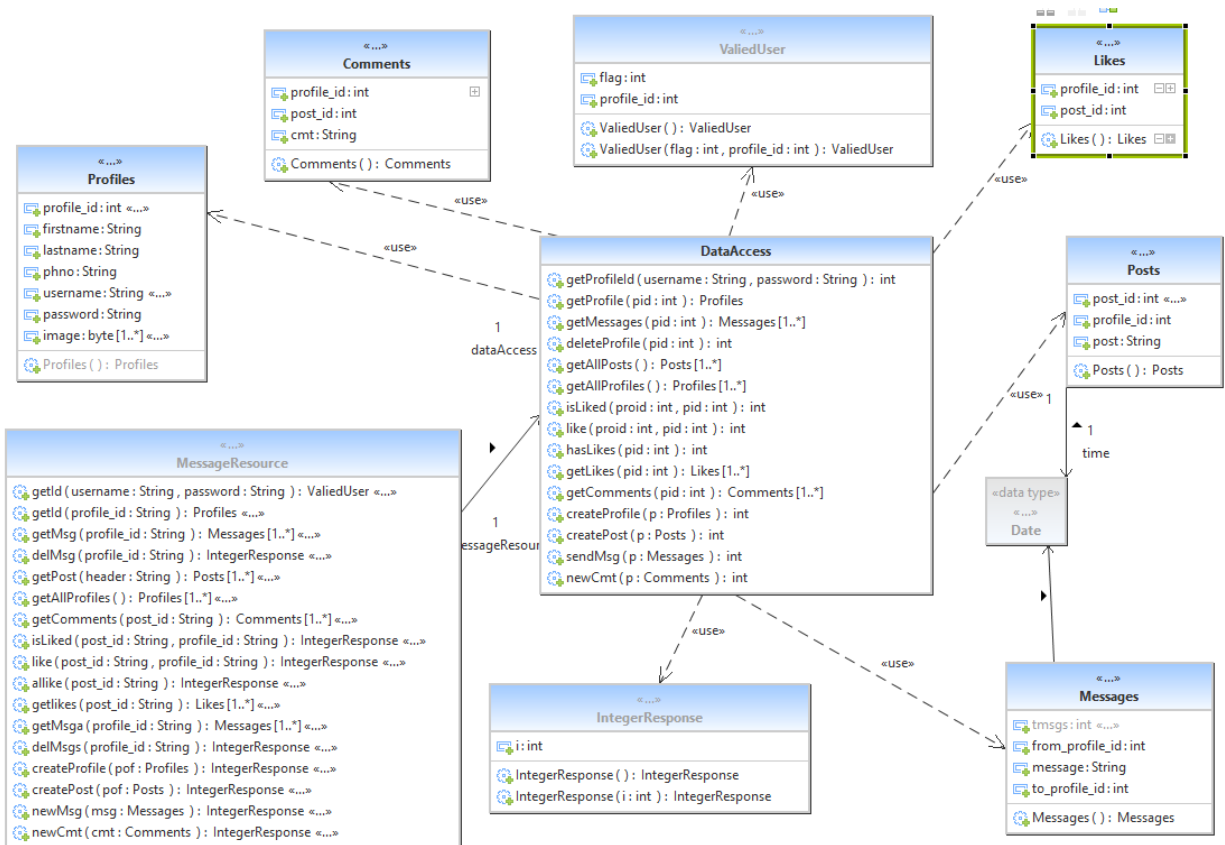 «...»
Comments
profile_id : int
post_id : int
cmt : String
Comments ( ) : Comments
«...»
ValiedUser
flag : int
profile_id : int
ValiedUser ( ) : ValiedUser
ValiedUser (flag : int , profile_id : int ) : ValiedUser
«...»
Likes
profile_id : int
post_id : int
Likes ( ) : Likes
«...»
Profiles
profile_id : int «...»
firstname : String
lastname : String
phno : String
username : String «...»
password : String
image : byte [1..*] «...»
Profiles ( ) : Profiles
«use»
«use»
«use»
«use»
DataAccess
getProfileId (username : String , password : String ) : int
getProfile (pid : int ) : Profiles
getMessages (pid : int ) : Messages [1..*]
deleteProfile (pid : int ) : int
getAllPosts ( ) : Posts [1..*]
getAllProfiles ( ) : Profiles [1..*]
isLiked (proid : int , pid : int ) : int
like (proid : int , pid : int ) : int
hasLikes (pid : int ) : int
getLikes (pid : int ) : Likes [1..*]
getComments (pid : int ) : Comments [1..*]
createProfile (p : Profiles ) : int
createPost (p : Posts ) : int
sendMsg (p : Messages ) : int
newCmt (p : Comments ) : int
«...»
Posts
post_id : int «...»
profile_id : int
post : String
Posts ( ) : Posts
1
dataAccess
«use»
1
1
time
«data type»
«...»
Date
1
essageResour
«...»
MessageResource
getId (username : String , password : String ) : ValiedUser «...»
getId (profile_id : String ) : Profiles «...»
getMsg (profile_id : String ) : Messages [1..*] «...»
delMsg (profile_id : String ) : IntegerResponse «...»
getPost (header : String ) : Posts [1..*] «...»
getAllProfiles ( ) : Profiles [1..*] «...»
getComments (post_id : String ) : Comments [1..*] «...»
isLiked (post_id : String , profile_id : String ) : IntegerResponse «...»
like (post_id : String , profile_id : String ) : IntegerResponse «...»
allike (post_id : String ) : IntegerResponse «...»
getlikes (post_id : String ) : Likes [1..*] «...»
getMsga (profile_id : String ) : Messages [1..*] «...»
delMsgs (profile_id : String ) : IntegerResponse «...»
createProfile (pof : Profiles ) : IntegerResponse «...»
createPost (pof : Posts ) : IntegerResponse «...»
newMsg (msg : Messages ) : IntegerResponse «...»
newCmt (cmt : Comments ) : IntegerResponse «...»
«use»
«use»
«...»
IntegerResponse
i : int
IntegerResponse ( ) : IntegerResponse
IntegerResponse (i : int ) : IntegerResponse
«...»
Messages
tmsgs : int «...»
from_profile_id : int
message : String
to_profile_id : int
Messages ( ) : Messages